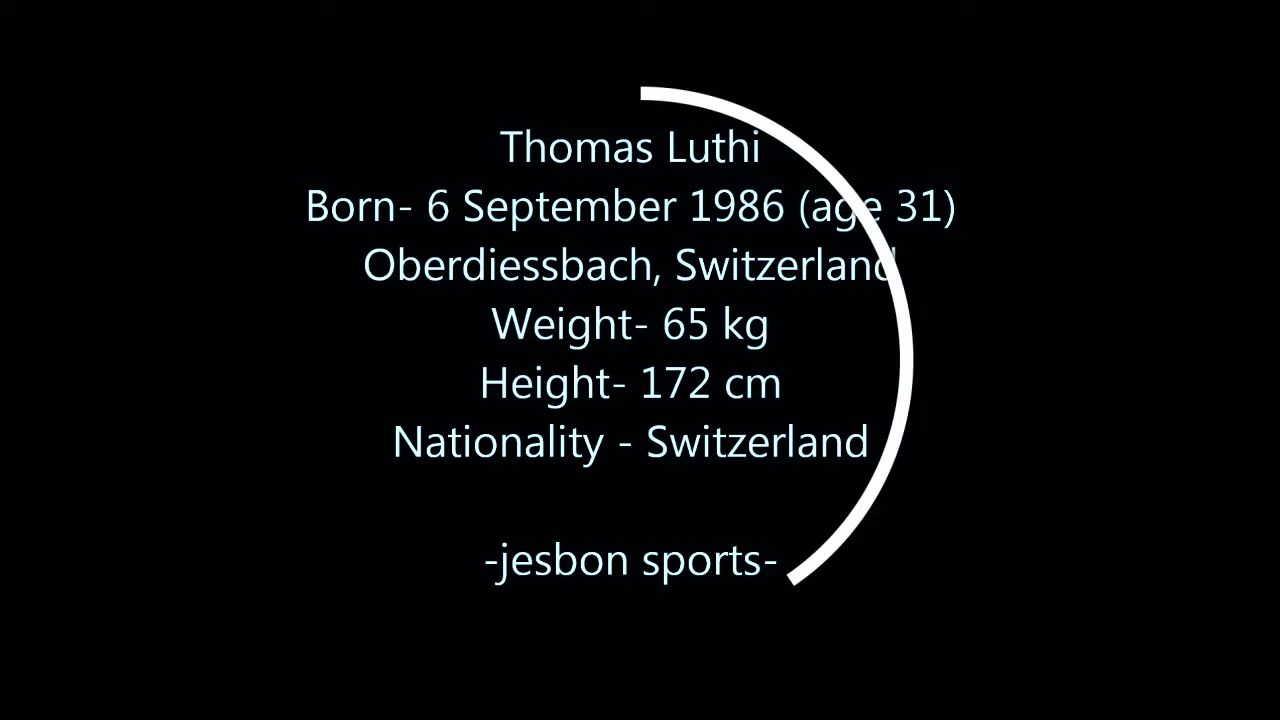 Thomas Luthi
Born- 6 September 1986 (age 31)
Oberdiessbach, Switzerland
Weight- 65 kg
Height- 172 cm
Nationality - Switzerland
-jesbon sports-